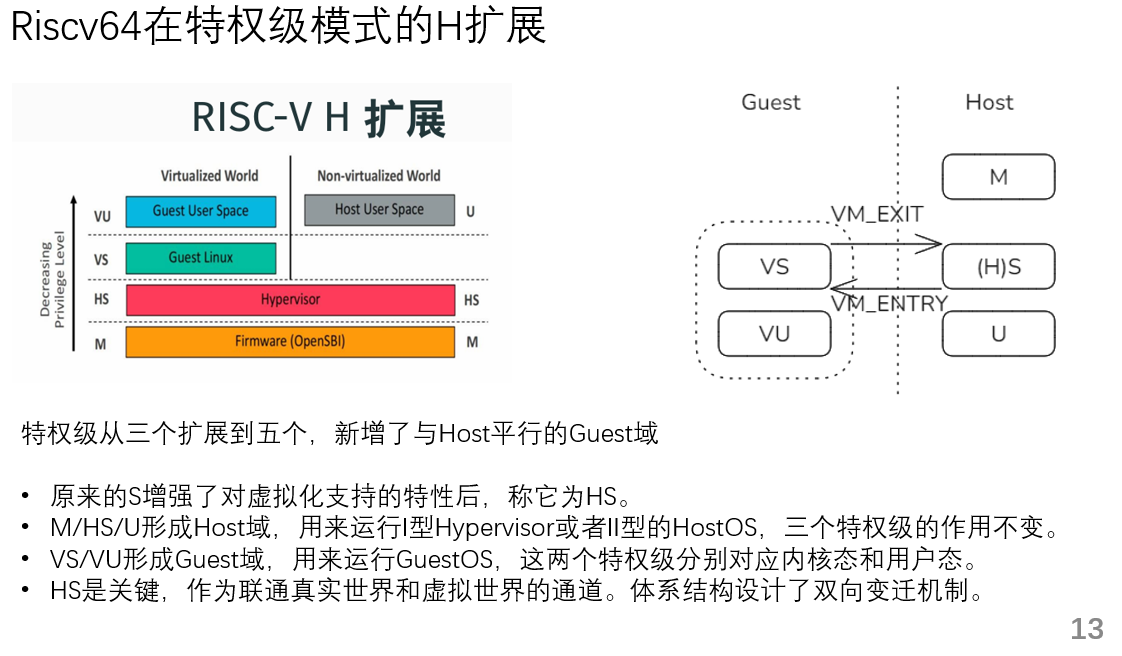 Riscv64在特权级模式的H扩展
RISC-V H 扩展
Virtualized World
Non-virtualized World
Decreasing Privilege Level
VU
Guest User Space
Host User Space
U
VS
Guest Linux
HS
Hypervisor
HS
M
Firmware (OpenSBI)
M
Guest
Host
M
VM_EXIT
VS
(H)S
VM_ENTRY
VU
U
特权级从三个扩展到五个，新增了与Host平行的Guest域
• 原来的S增强了对虚拟化支持的特性后，称它为HS。
• M/HS/U形成Host域，用来运行I型Hypervisor或者II型的HostOS，三个特权级的作用不变。
• VS/VU形成Guest域，用来运行GuestOS，这两个特权级分别对应内核态和用户态。
• HS是关键，作为联通真实世界和虚拟世界的通道。体系结构设计了双向变迁机制。
13